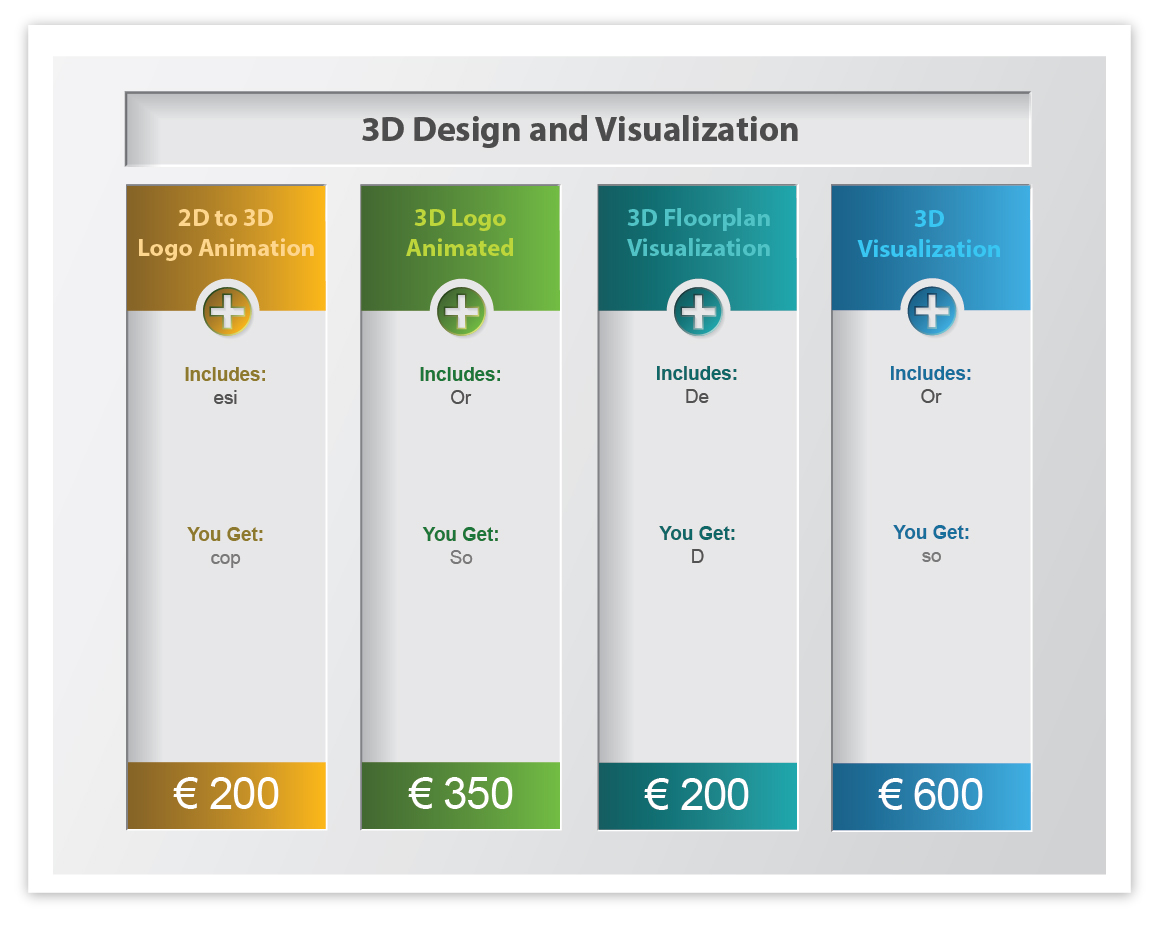 3D Design and Visualization
2D to 3D
Logo Animation
Includes:
esi
You Get:
cop
€ 200
3D Logo
Animated
Includes:
Or
You Get:
So
€ 350
3D Floorplan
Visualization
Includes:
De
You Get:
D
€ 200
3D
Visualization
Includes:
Or
You Get:
so
€ 600